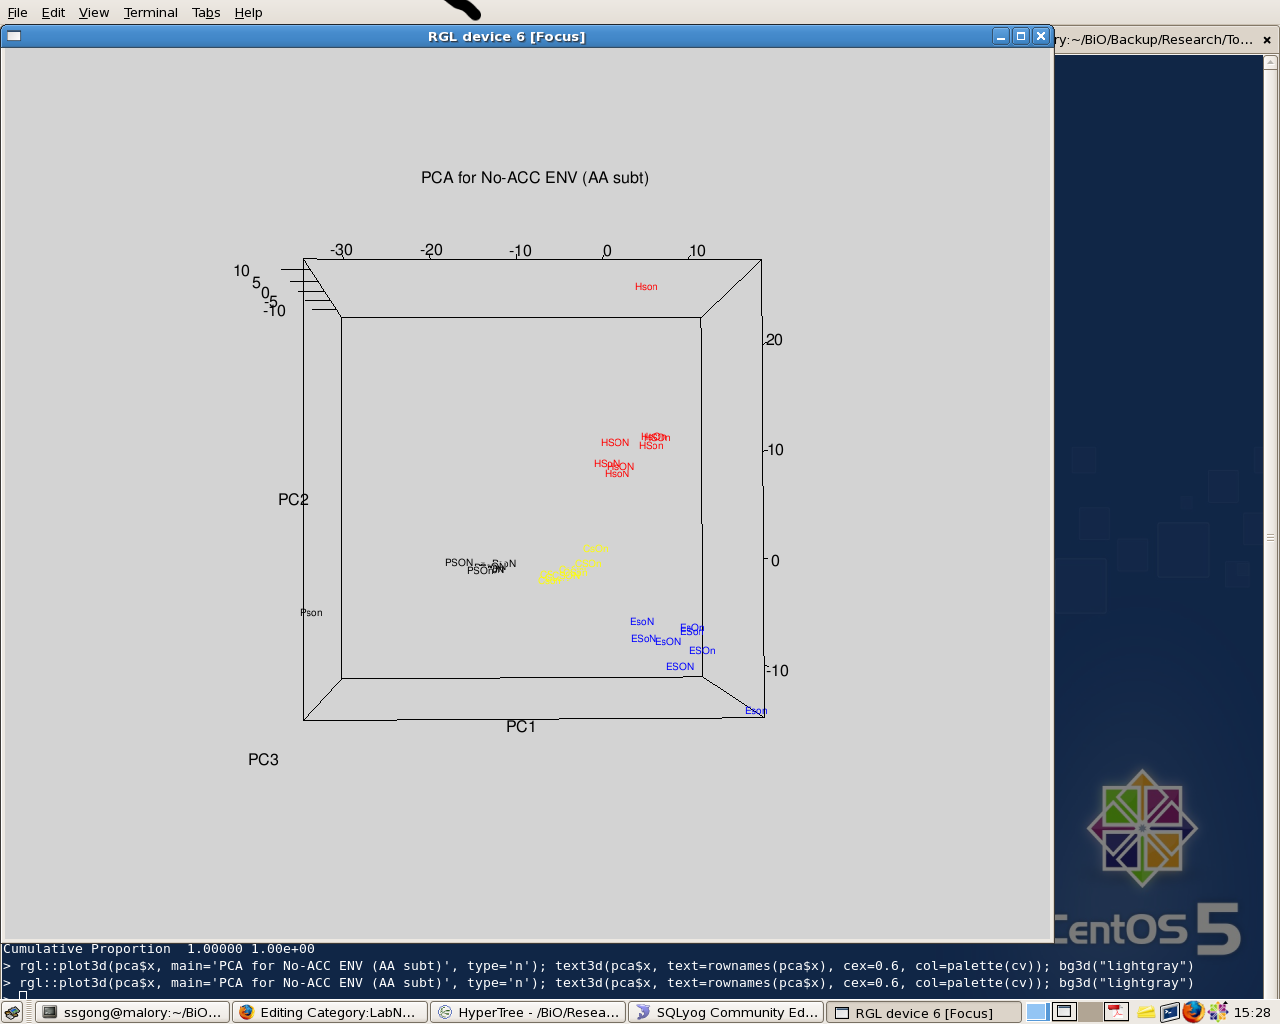 File Edit View Terminal Tabs Help
RGL device 6 [Focus]
ry:~/BiO/Backup/Research/To...
PCA for No-ACC ENV (AA subt)
-30 -20 -10 0 10
10
5
0
-5
-10
Hson
20
HSON
HSon
10
HsON
HsoN
PC2
0
PSON
PSOn
Pson
EsoN
EsOn
ESon
ESoN
EsON
ESOn
ESON
-10
Eson
PC1
PC3
CentOS 5
Cumulative Proportion 1.00000 1.00e+00
> rgl::plot3d(pca$x, main='PCA for No-ACC ENV (AA subt)', type='n'); text3d(pca$x, text=rownames(pca$x), cex=0.6, col=palette(cv)); bg3d("lightgray")
> rgl::plot3d(pca$x, main='PCA for No-ACC ENV (AA subt)', type='n'); text3d(pca$x, text=rownames(pca$x), cex=0.6, col=palette(cv)); bg3d("lightgray")
>
ssgong@malory:~/BiO... Editing Category:LabN... HyperTree - /BiO/Resea... SQLyog Community Ed... RGL device 6 [Focus] 15:28